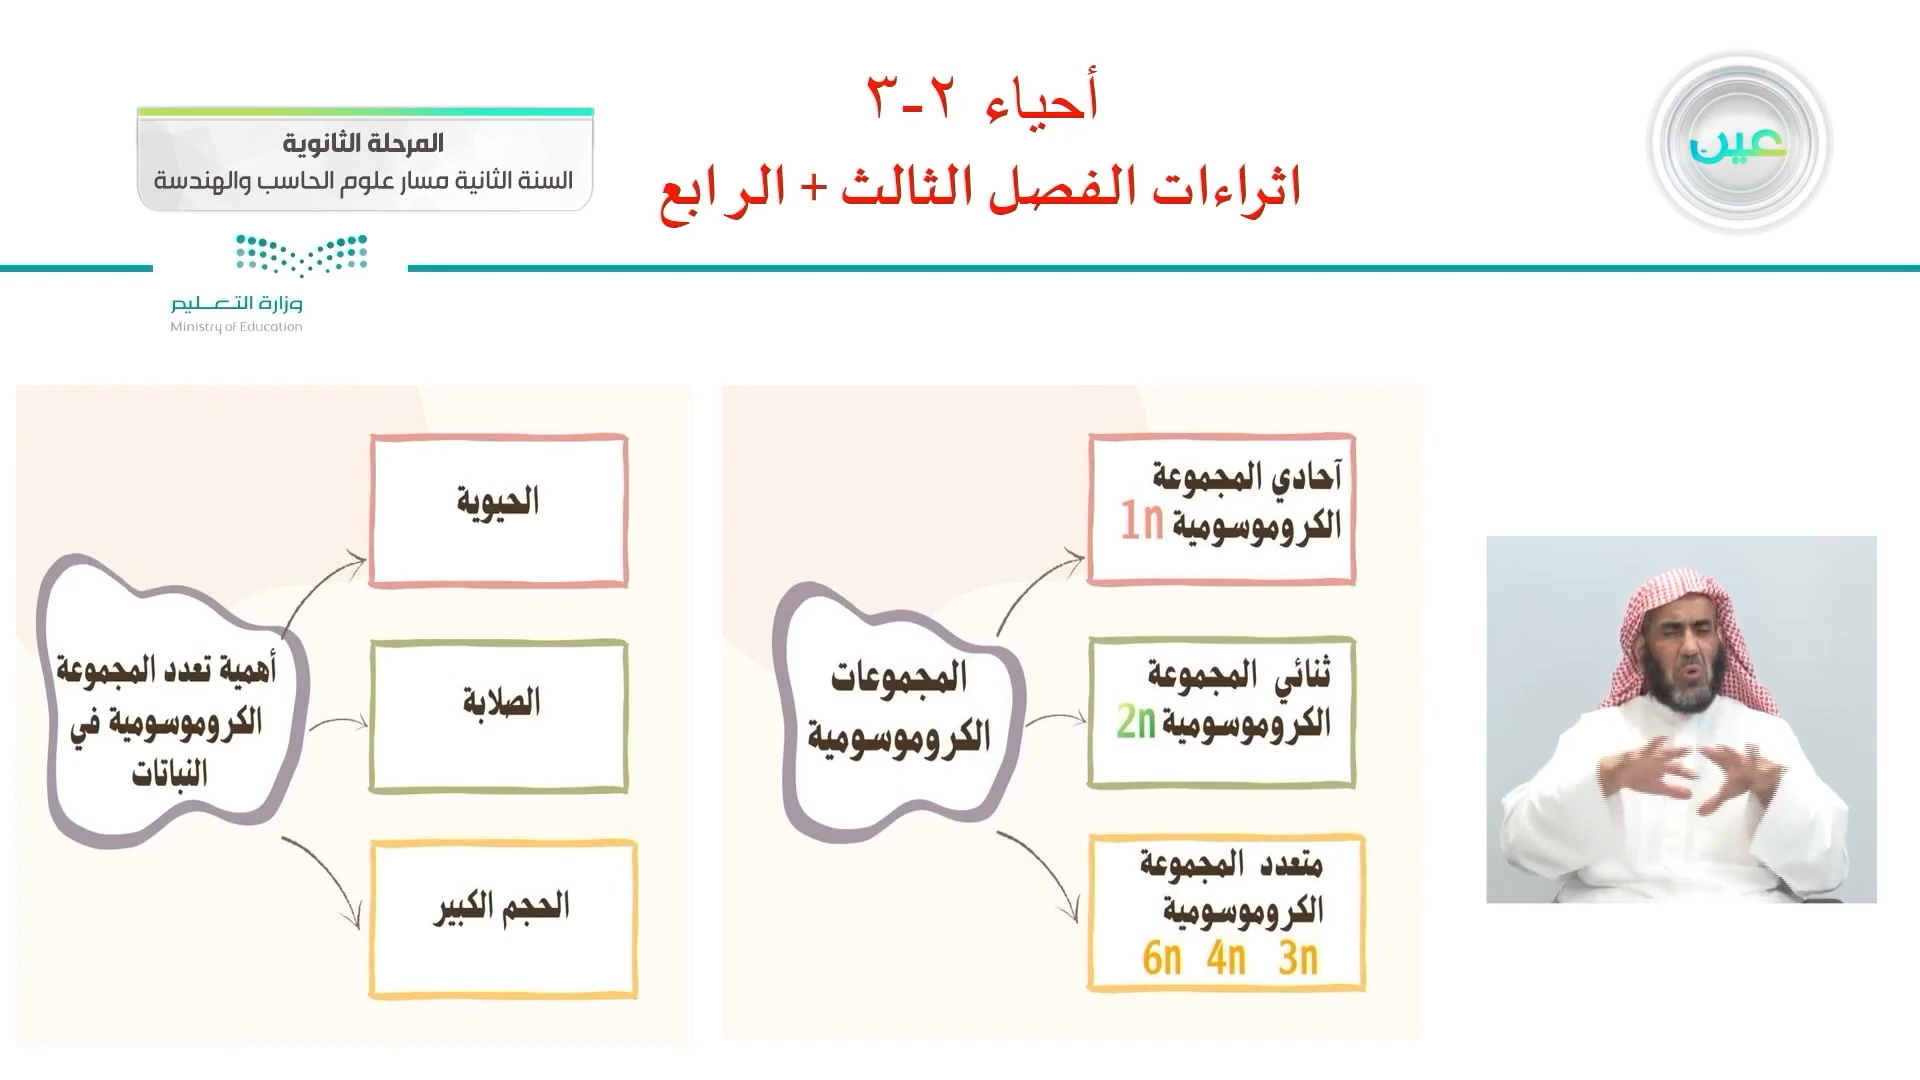 أحياء ٢-٣
اثراءات الفصل الثالث + الرابع
عين
المرحلة الثانوية
السنة الثانية مسار علوم الحاسب والهندسة
وزارة التعليم
Ministry of Education
المجموعات
الكروموسومية
آحادي المجموعة
الكروموسومية 1n
ثنائي المجموعة
الكروموسومية 2n
متعدد المجموعة
الكروموسومية
3n 4n 6n
أهمية تعدد المجموعة
الكروموسومية في
النباتات
الحيوية
الصلابة
الحجم الكبير